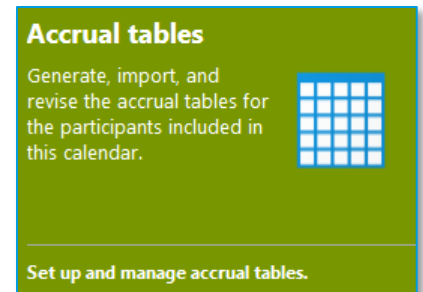 Accrual tables
Generate, import, and
revise the accrual tables for
the participants included in
this calendar.
Set up and manage accrual tables.